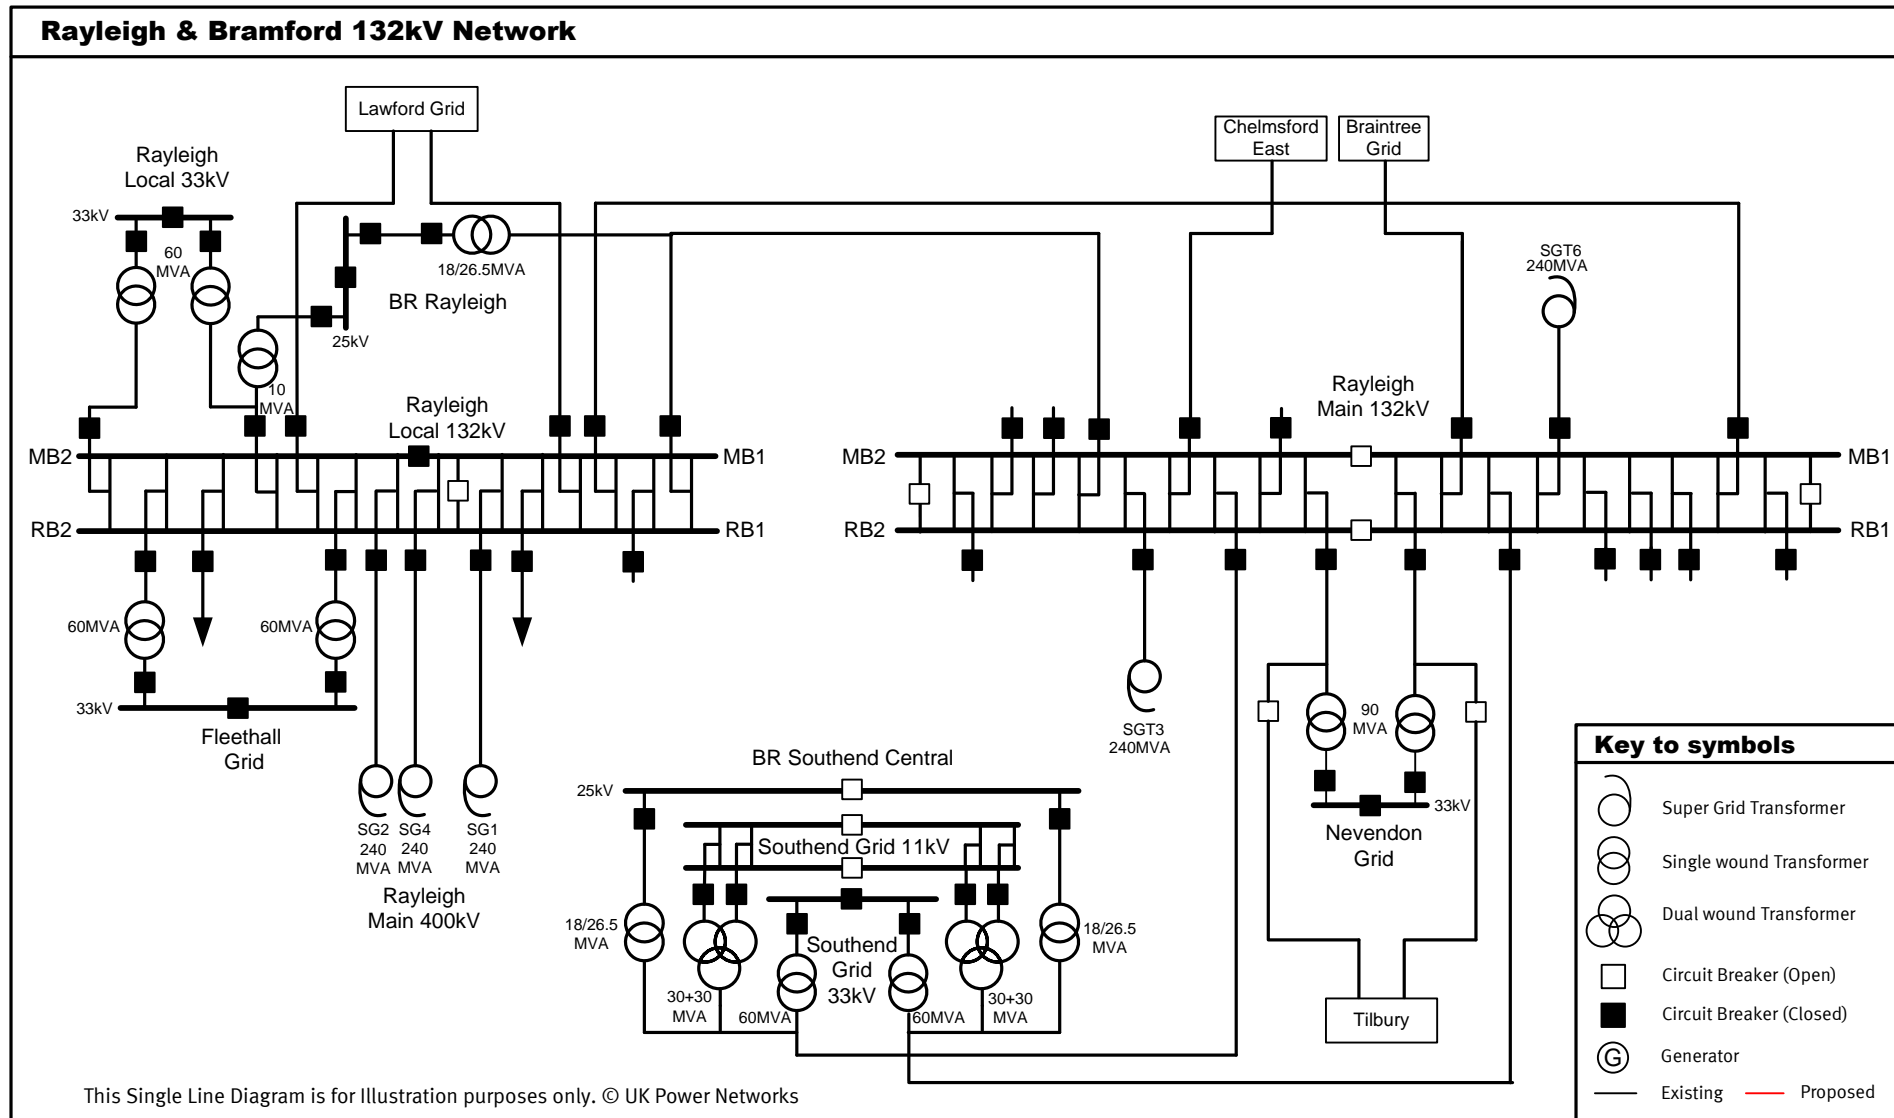 Rayleigh & Bramford 132kV Network
Lawford Grid
Chelmsford
East
Braintree
Grid
Rayleigh
Local 33kV
33kV
60
MVA
18/26.5MVA
BR Rayleigh
25kV
10
MVA
SGT6
240MVA
Rayleigh
Local 132kV
Rayleigh
Main 132kV
MB2
MB1
MB2
MB1
RB2
RB1
RB2
RB1
60MVA
60MVA
33kV
Fleethall
Grid
SG2
240
MVA
SG4
240
MVA
SG1
240
MVA
Rayleigh
Main 400kV
SGT3
240MVA
90
MVA
33kV
Nevendon
Grid
BR Southend Central
25kV
Southend Grid 11kV
18/26.5
MVA
18/26.5
MVA
Southend
Grid
33kV
30+30
MVA
60MVA
60MVA
30+30
MVA
Tilbury
Key to symbols
Super Grid Transformer
Single wound Transformer
Dual wound Transformer
Circuit Breaker (Open)
Circuit Breaker (Closed)
G Generator
Existing Proposed
This Single Line Diagram is for Illustration purposes only. © UK Power Networks